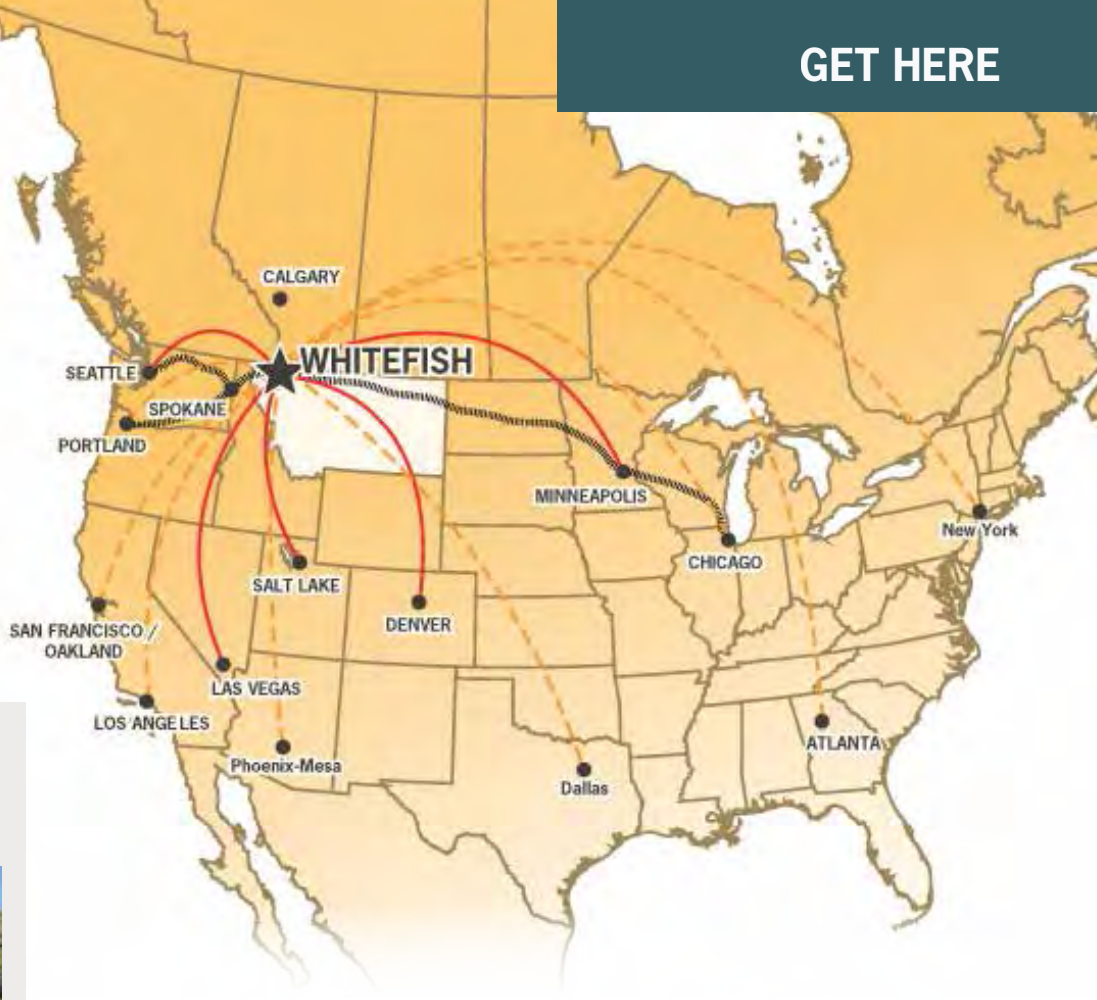 GET HERE
CALGARY
WHITEFISH
SEATTLE
SPOKANE
PORTLAND
MINNEAPOLIS
New York
CHICAGO
SALT LAKE
DENVER
SAN FRANCISCO /
OAKLAND
LAS VEGAS
LOS ANGELES
ATLANTA
Phoenix-Mesa
Dallas